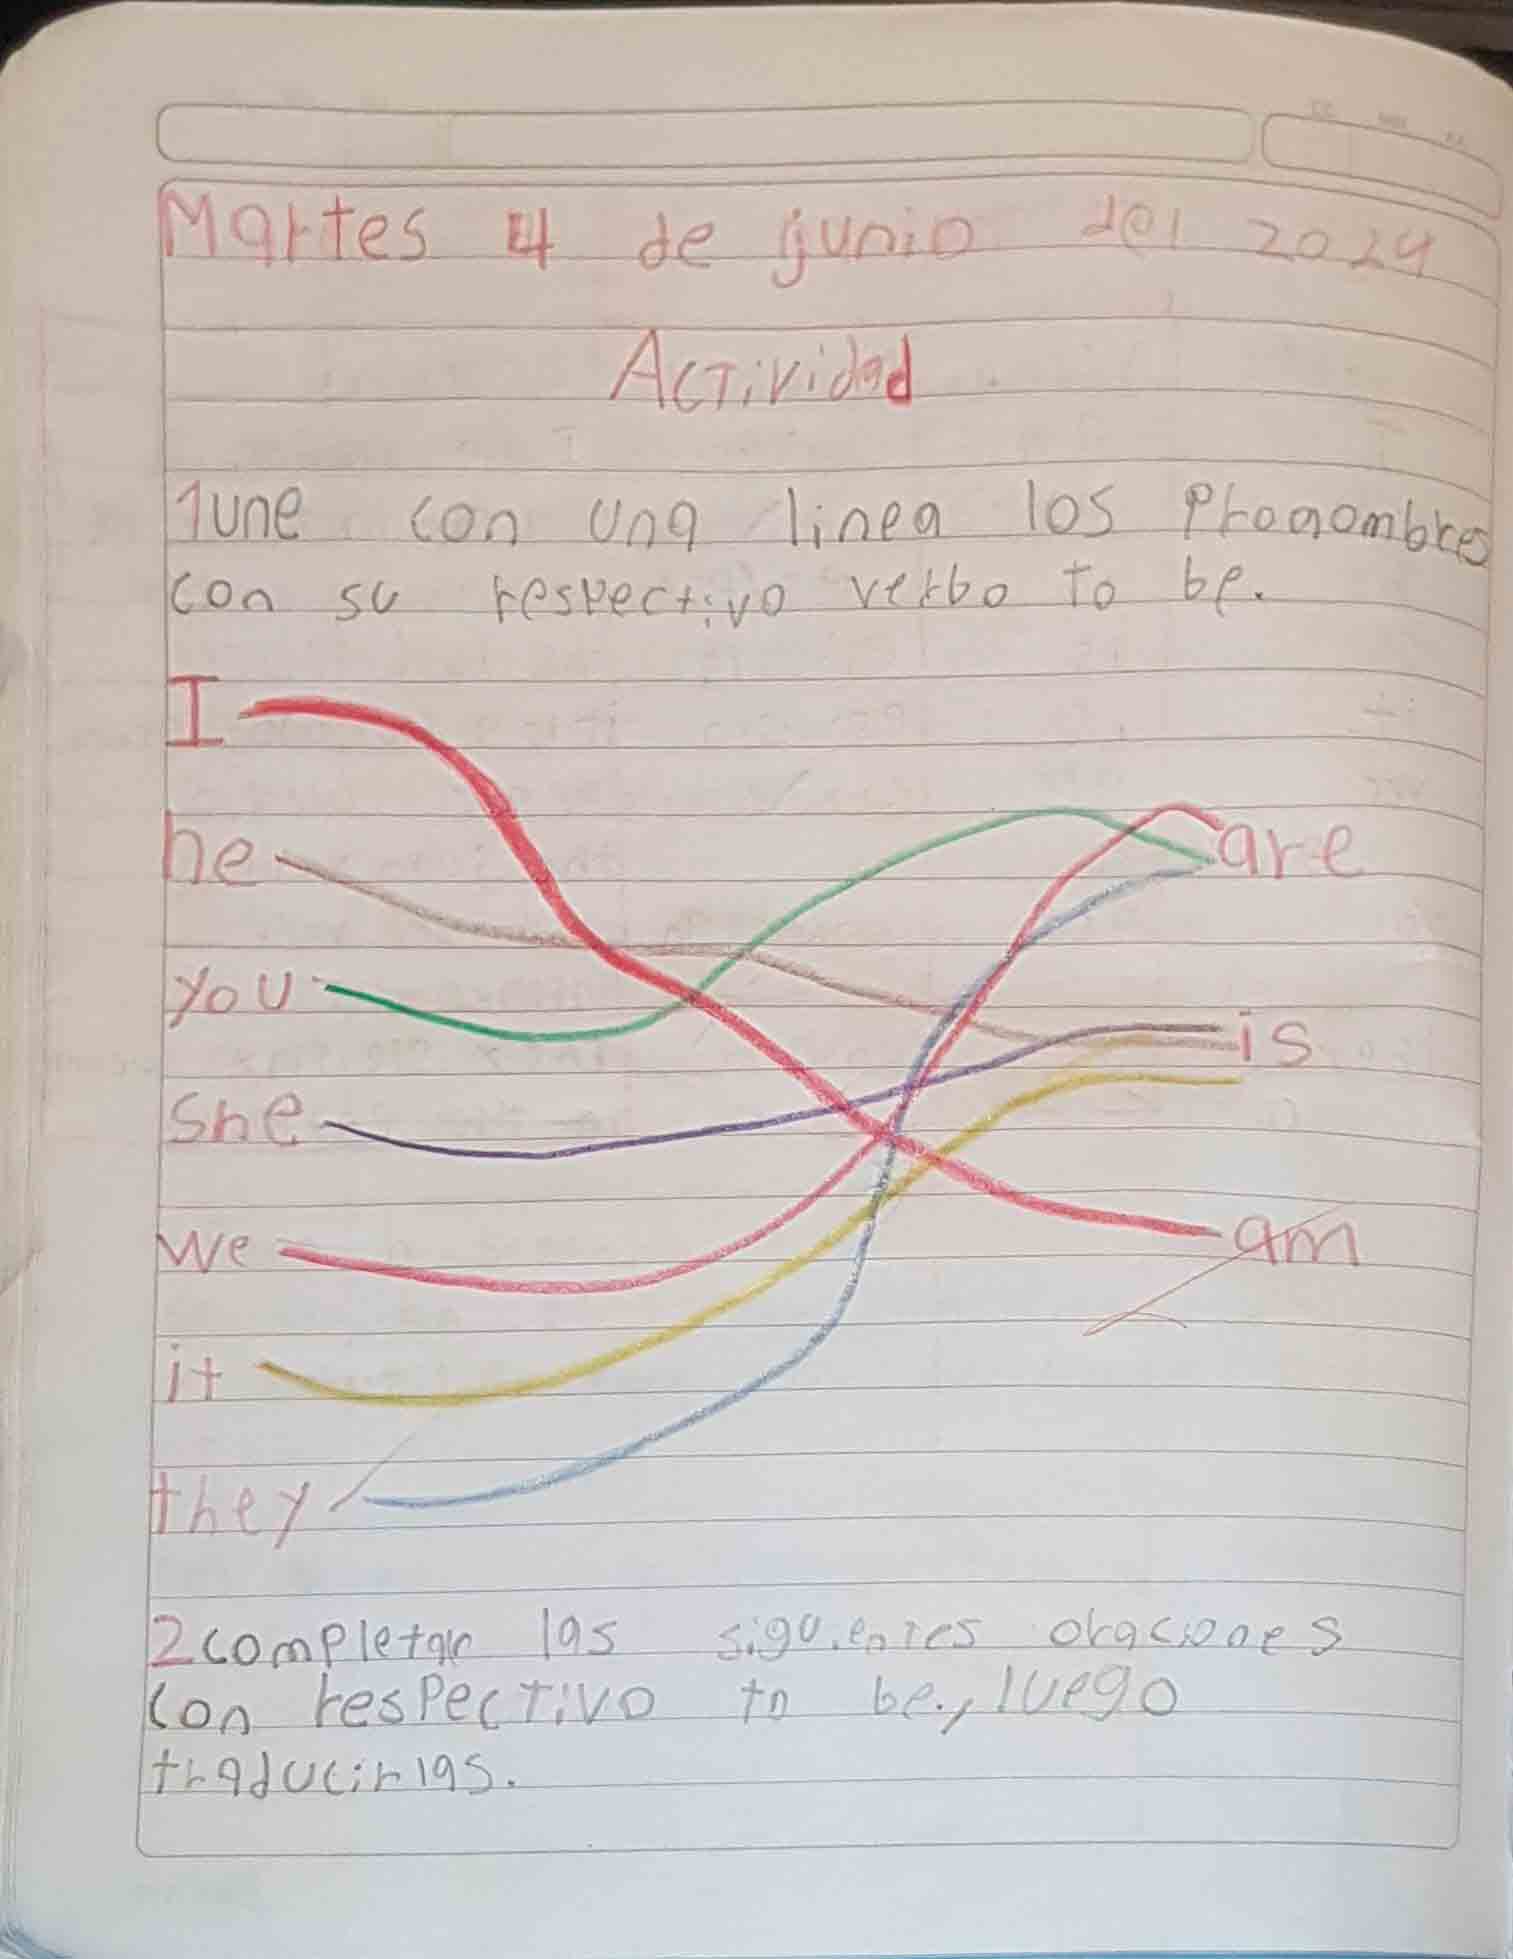 Martes 4 de junio del 2024
Actividad
1une con una linea los Pronombres
con su respectivo verbo to be.
I
he
are
you
is
she
we
am
it
they
2completar las siguientes oraciones
con respectivo to be., luego
traducirlas.